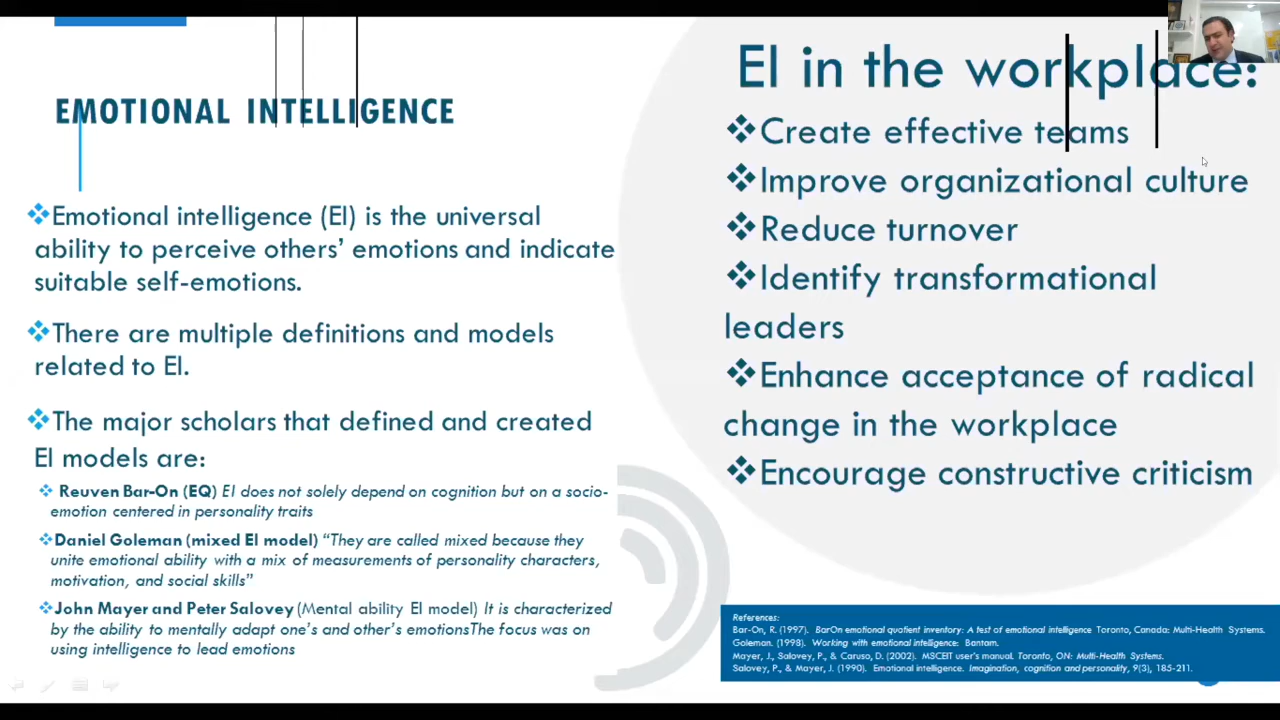 EMOTIONAL INTELLIGENCE
Emotional intelligence (EI) is the universal
ability to perceive others’ emotions and indicate
suitable self-emotions.
There are multiple definitions and models
related to EI.
The major scholars that defined and created
EI models are:
Reuven Bar-On (EQ) EI does not solely depend on cognition but on a socio-
emotion centered in personality traits
Daniel Goleman (mixed EI model) “They are called mixed because they
unite emotional ability with a mix of measurements of personality characters,
motivation, and social skills”
John Mayer and Peter Salovey (Mental ability EI model) It is characterized
by the ability to mentally adapt one’s and other’s emotionsThe focus was on
using intelligence to lead emotions
EI in the workplace:
Create effective teams
Improve organizational culture
Reduce turnover
Identify transformational
leaders
Enhance acceptance of radical
change in the workplace
Encourage constructive criticism
References:
Bar-On, R. (1997). BarOn emotional quotient inventory: A test of emotional intelligence Toronto, Canada: Multi-Health Systems.
Goleman. (1998). Working with emotional intelligence: Bantam.
Mayer, J., Salovey, P., & Caruso, D. (2002). MSCEIT user’s manual. Toronto, ON: Multi-Health Systems.
Salovey, P., & Mayer, J. (1990). Emotional intelligence. Imagination, cognition and personality, 9(3), 185-211.